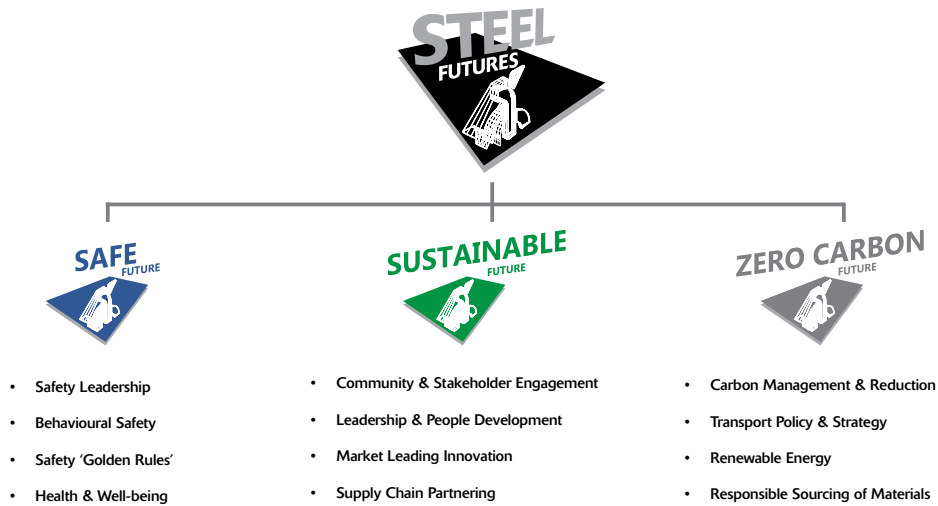 STEEL
FUTURES
SAFE
FUTURE
• Safety Leadership
• Behavioural Safety
• Safety ‘Golden Rules’
• Health & Well-being
SUSTAINABLE
FUTURE
• Community & Stakeholder Engagement
• Leadership & People Development
• Market Leading Innovation
• Supply Chain Partnering
ZERO CARBON
FUTURE
• Carbon Management & Reduction
• Transport Policy & Strategy
• Renewable Energy
• Responsible Sourcing of Materials